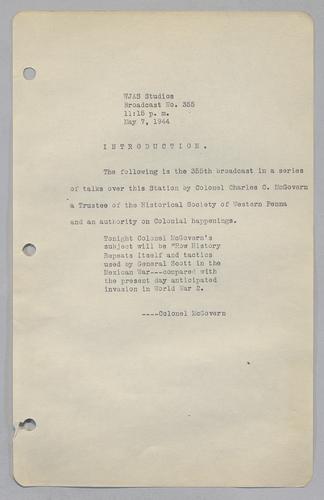 WJAS Studios
Broadcast No. 355
11:15 p. m.
May 7, 1944
I N T R O D U C T I O N .
The following is the 355th broadcast in a series
of talks over this Station by Colonel Charles C. McGovern
a Trustee of the Historical Society of Western Penna
and an authority on Colonial happenings.
Tonight Colonel McGovern's
subject will be "How History
Repeats Itself and tactics
used by General Scott in the
Mexican War---compared with
the present day anticipated
invasion in World War 2.
----Colonel McGovern